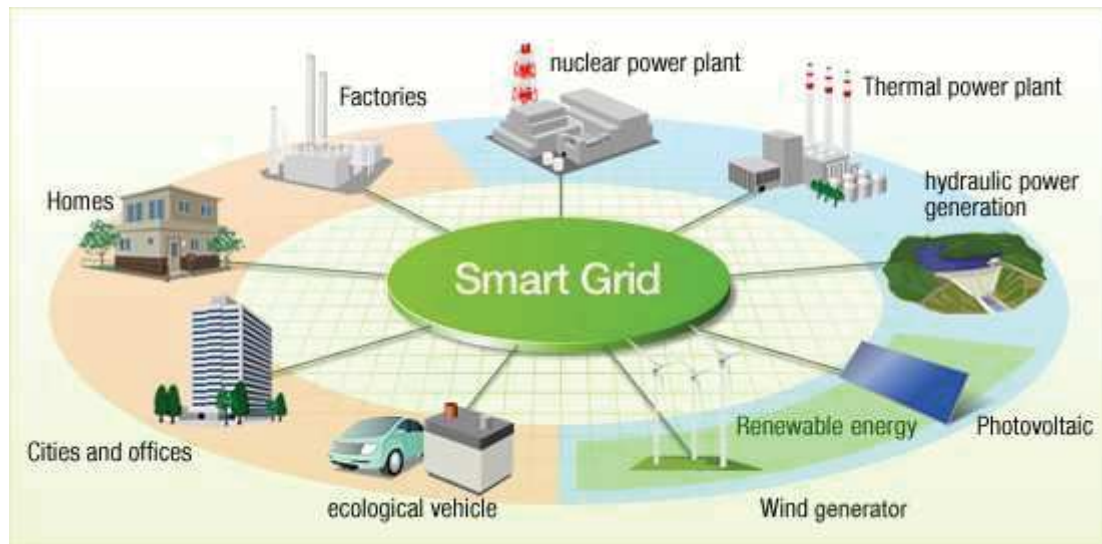 nuclear power plant
Factories
Thermal power plant
Homes
hydraulic power
generation
Smart Grid
Renewable energy
Photovoltaic
Cities and offices
ecological vehicle
Wind generator